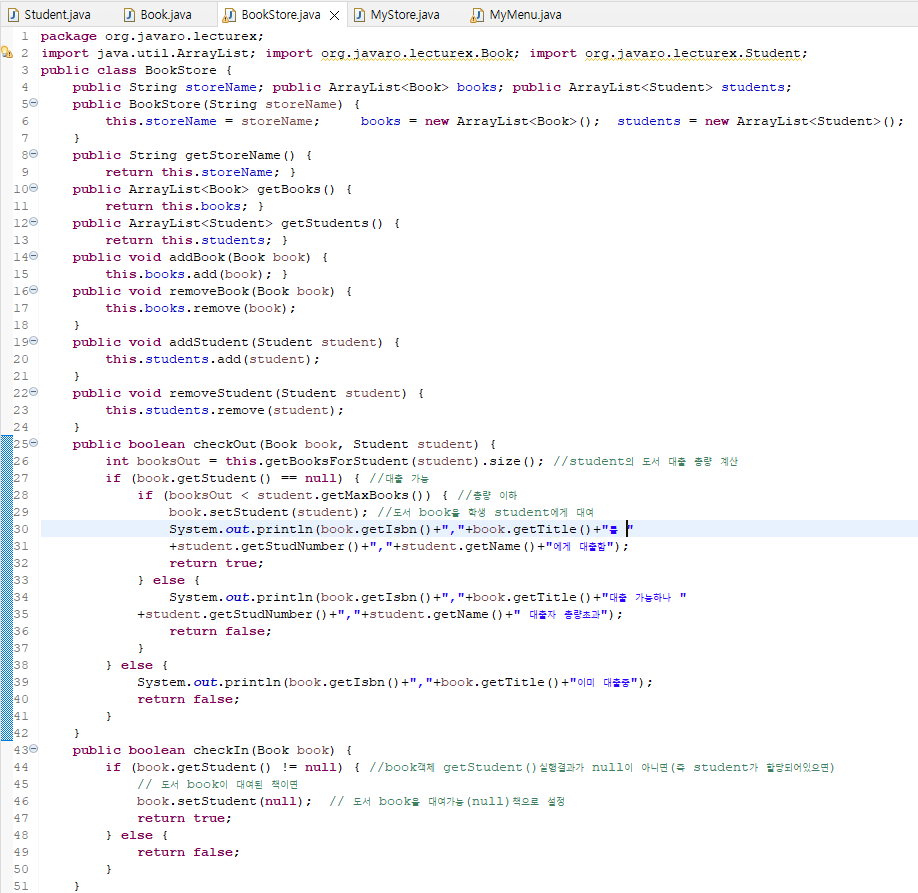 Student.java Book.java BookStore.java MyStore.java MyMenu.java
1 package org.javaro.lecturex;
2 import java.util.ArrayList; import org.javaro.lecturex.Book; import org.javaro.lecturex.Student;
3 public class BookStore {
4 public String storeName; public ArrayList<Book> books; public ArrayList<Student> students;
5 public BookStore(String storeName) {
6 this.storeName = storeName; books = new ArrayList<Book>(); students = new ArrayList<Student>();
7 }
8 public String getStoreName() {
9 return this.storeName; }
10 public ArrayList<Book> getBooks() {
11 return this.books; }
12 public ArrayList<Student> getStudents() {
13 return this.students; }
14 public void addBook(Book book) {
15 this.books.add(book); }
16 public void removeBook(Book book) {
17 this.books.remove(book);
18 }
19 public void addStudent(Student student) {
20 this.students.add(student);
21 }
22 public void removeStudent(Student student) {
23 this.students.remove(student);
24 }
25 public boolean checkOut(Book book, Student student) {
26 int booksOut = this.getBooksForStudent(student).size(); //student의 도서 대출 총량 계산
27 if (book.getStudent() == null) { //대출 가능
28 if (booksOut < student.getMaxBooks()) { //총량 이하
29 book.setStudent(student); //도서 book을 학생 student에게 대여
30 System.out.println(book.getIsbn()+","+book.getTitle()+"를 "
31 +student.getStudNumber()+","+student.getName()+"에게 대출함");
32 return true;
33 } else {
34 System.out.println(book.getIsbn()+","+book.getTitle()+"대출 가능하나 "
35 +student.getStudNumber()+","+student.getName()+" 대출자 총량초과");
36 return false;
37 }
38 } else {
39 System.out.println(book.getIsbn()+","+book.getTitle()+"이미 대출중");
40 return false;
41 }
42 }
43 public boolean checkIn(Book book) {
44 if (book.getStudent() != null) { //book객체 getStudent()실행결과가 null이 아니면(즉 student가 할당되어있으면)
45 // 도서 book이 대여된 책이면
46 book.setStudent(null); // 도서 book을 대여가능(null)책으로 설정
47 return true;
48 } else {
49 return false;
50 }
51 }